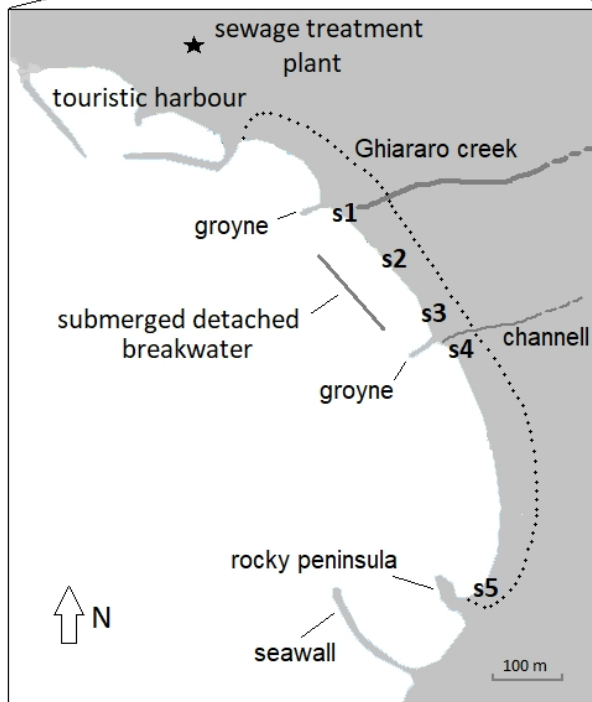 sewage treatment
plant
touristic harbour
Ghiararo creek
groyne
s1
s2
submerged detached
breakwater
s3
s4
channell
groyne
rocky peninsula
s5
seawall
N
100 m